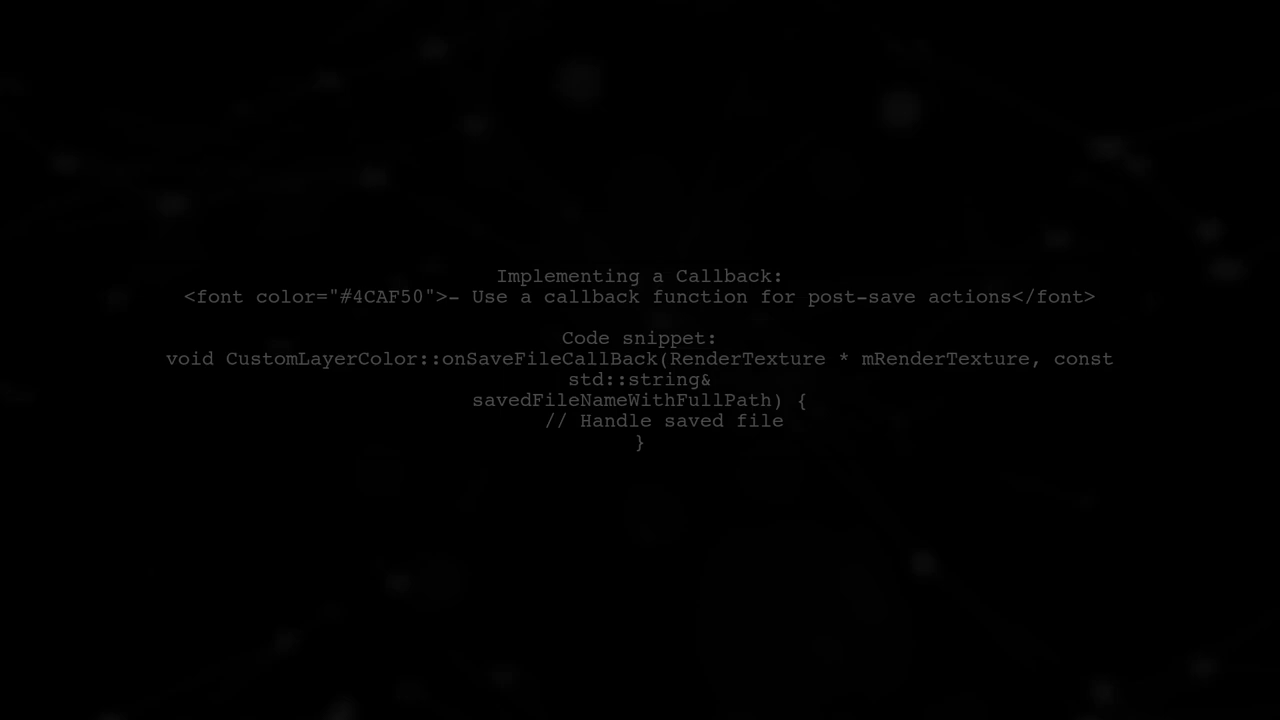 Implementing a Callback:
<font color="#4CAF50">- Use a callback function for post-save actions</font>
Code snippet:
void CustomLayerColor::onSaveFileCallBack(RenderTexture * mRenderTexture, const
std::string&
savedFileNameWithFullPath) {
// Handle saved file
}